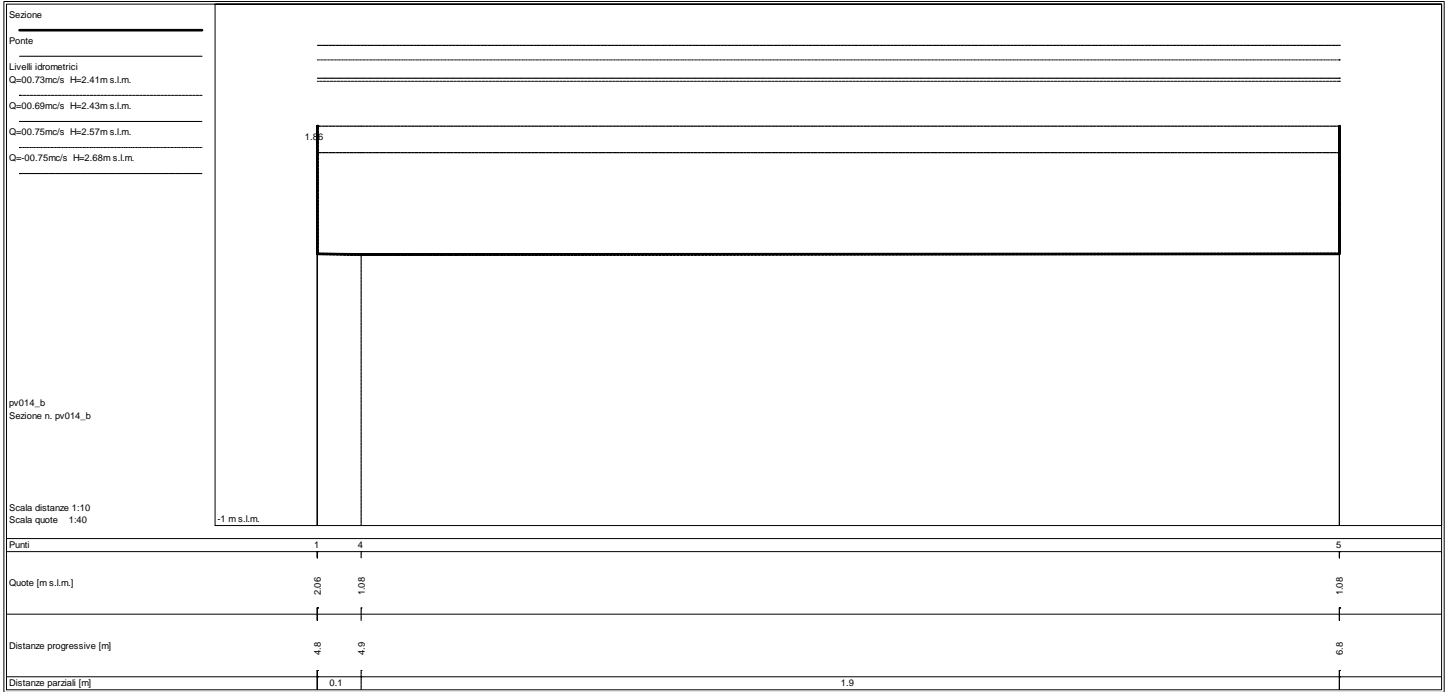 Sezione
Ponte
Livelli idrometrici
Q=00.73mc/s H=2.41m s.l.m.
Q=00.69mc/s H=2.43m s.l.m.
Q=00.75mc/s H=2.57m s.l.m.
Q=-00.75mc/s H=2.68m s.l.m.
1.86
pv014_b
Sezione n. pv014_b
Scala distanze 1:10
Scala quote 1:40
-1 m s.l.m.
Punti 1 4 5
Quote [m s.l.m.] 2.06 1.08 1.08
Distanze progressive [m] 4.8 4.9 6.8
Distanze parziali [m] 0.1 1.9